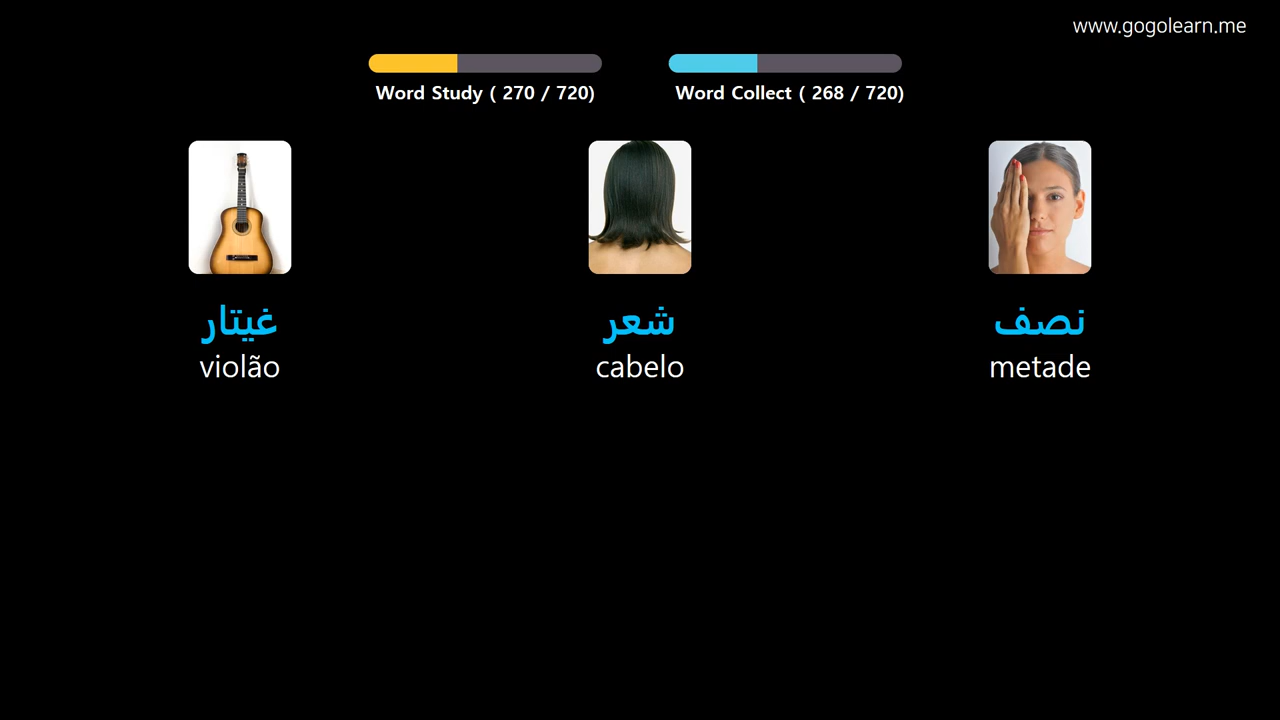 www.gogolearn.me
Word Study ( 270 / 720)
Word Collect ( 268 / 720)
غيتار
violão
شعر
cabelo
نصف
metade